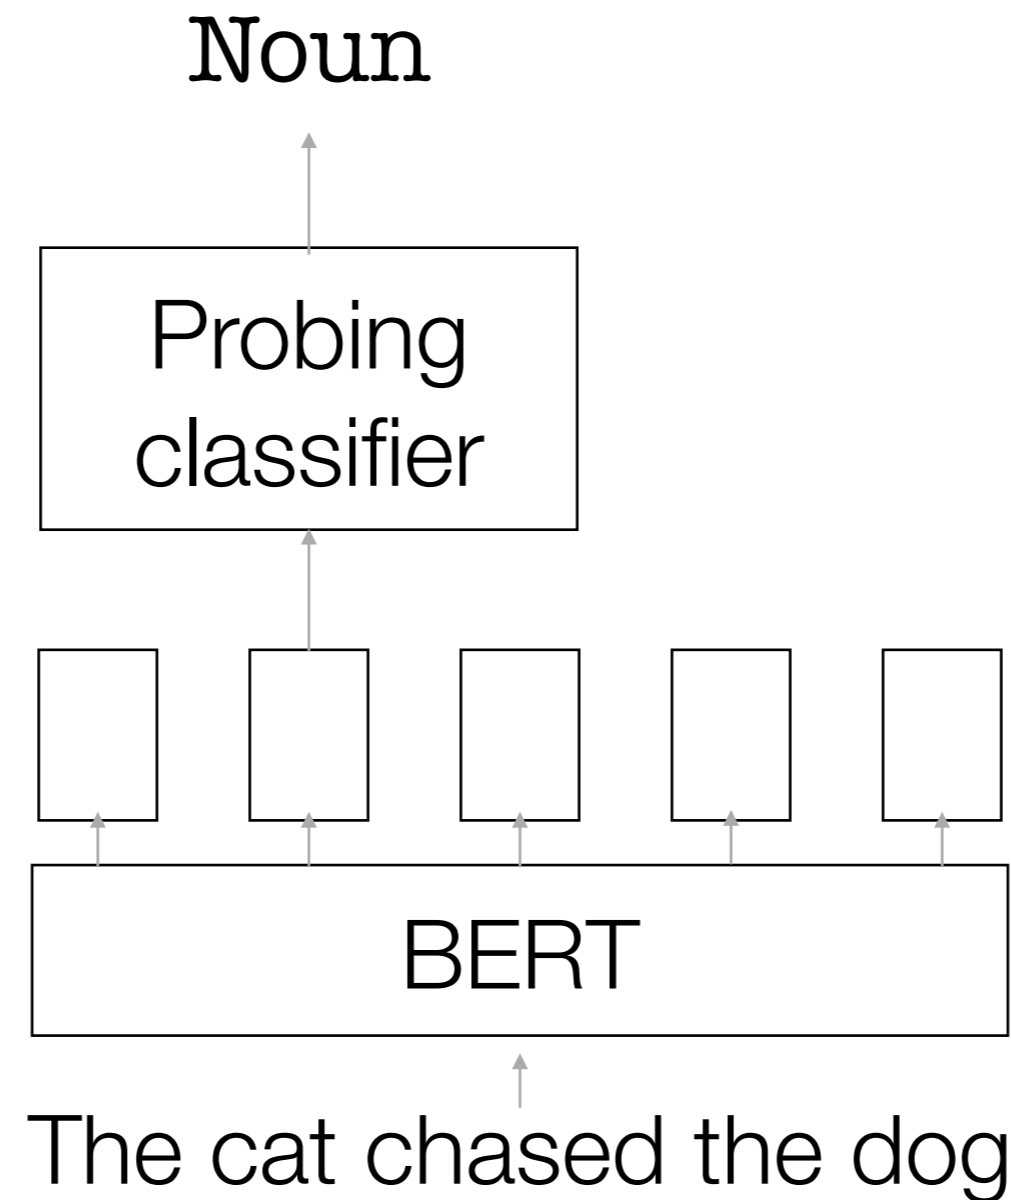 Noun
Probing
classifier
BERT
The cat chased the dog